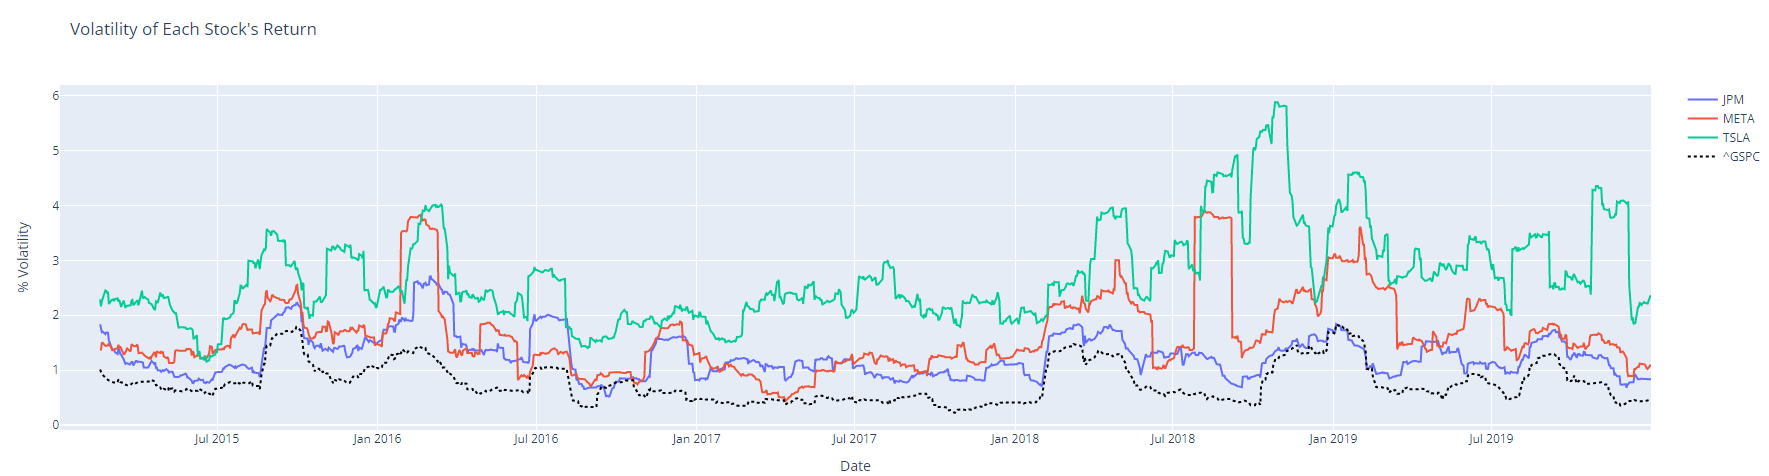 Volatility of Each Stock's Return
% Volatility
6
5
4
3
2
1
0
Jul 2015
Jan 2016
Jul 2016
Jan 2017
Jul 2017
Jan 2018
Jul 2018
Jan 2019
Jul 2019
Date
JPM
META
TSLA
^GSPC